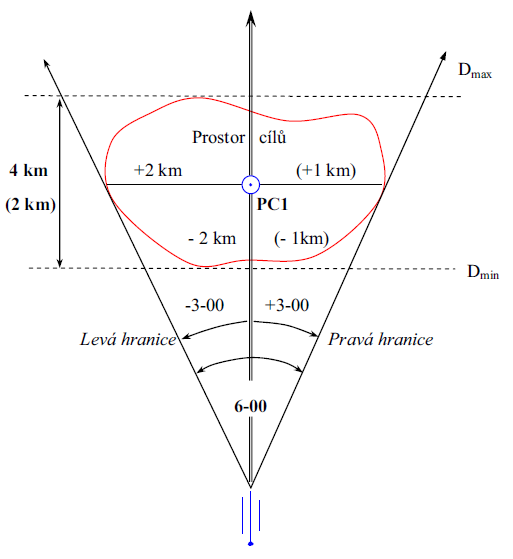 Dmax
Prostor cílů
4 km
+2 km
(+1 km)
(2 km)
PC1
- 2 km
(- 1km)
Dmin
-3-00
+3-00
Levá hranice
Pravá hranice
6-00